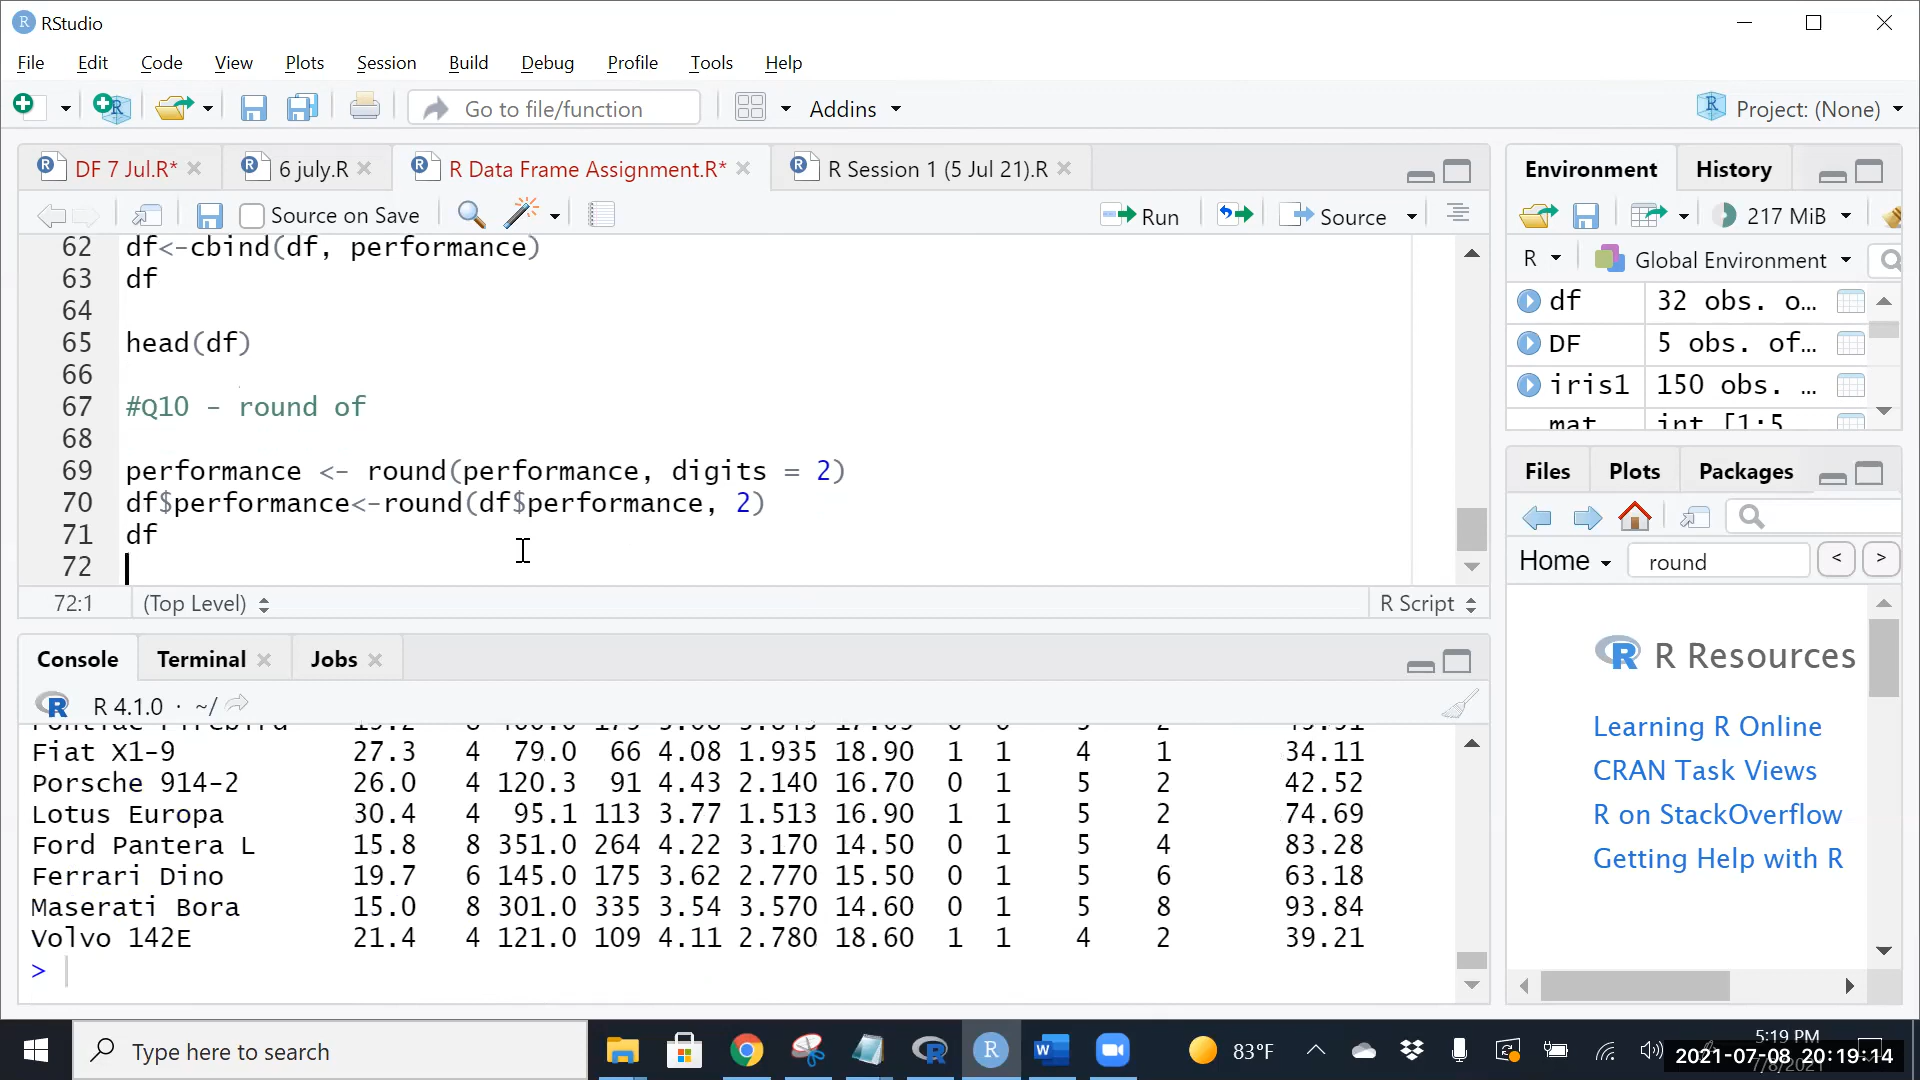 RStudio
File Edit Code View Plots Session Build Debug Profile Tools Help
Go to file/function Addins Project: (None)
DF 7 Jul.R* 6 july.R R Data Frame Assignment.R* R Session 1 (5 Jul 21).R
Source on Save Run Source
62 df<-cbind(df, performance)
63 df
64
65 head(df)
66
67 #Q10 - round of
68
69 performance <- round(performance, digits = 2)
70 df$performance<-round(df$performance, 2)
71 df
72
72:1 (Top Level) R Script
Console Terminal Jobs
R 4.1.0 · ~/
Fiat X1-9 27.3 4 79.0 66 4.08 1.935 18.90 1 1 4 1 34.11
Porsche 914-2 26.0 4 120.3 91 4.43 2.140 16.70 0 1 5 2 42.52
Lotus Europa 30.4 4 95.1 113 3.77 1.513 16.90 1 1 5 2 74.69
Ford Pantera L 15.8 8 351.0 264 4.22 3.170 14.50 0 1 5 4 83.28
Ferrari Dino 19.7 6 145.0 175 3.62 2.770 15.50 0 1 5 6 63.18
Maserati Bora 15.0 8 301.0 335 3.54 3.570 14.60 0 1 5 8 93.84
Volvo 142E 21.4 4 121.0 109 4.11 2.780 18.60 1 1 4 2 39.21
>
Environment History
217 MiB
R Global Environment
df 32 obs. o...
DF 5 obs. of...
iris1 150 obs. ...
mat int [1:5
Files Plots Packages
Home round < >
R Resources
Learning R Online
CRAN Task Views
R on StackOverflow
Getting Help with R
Type here to search
83°F
5:19 PM
2021-07-08 20:19:14
7/8/2021